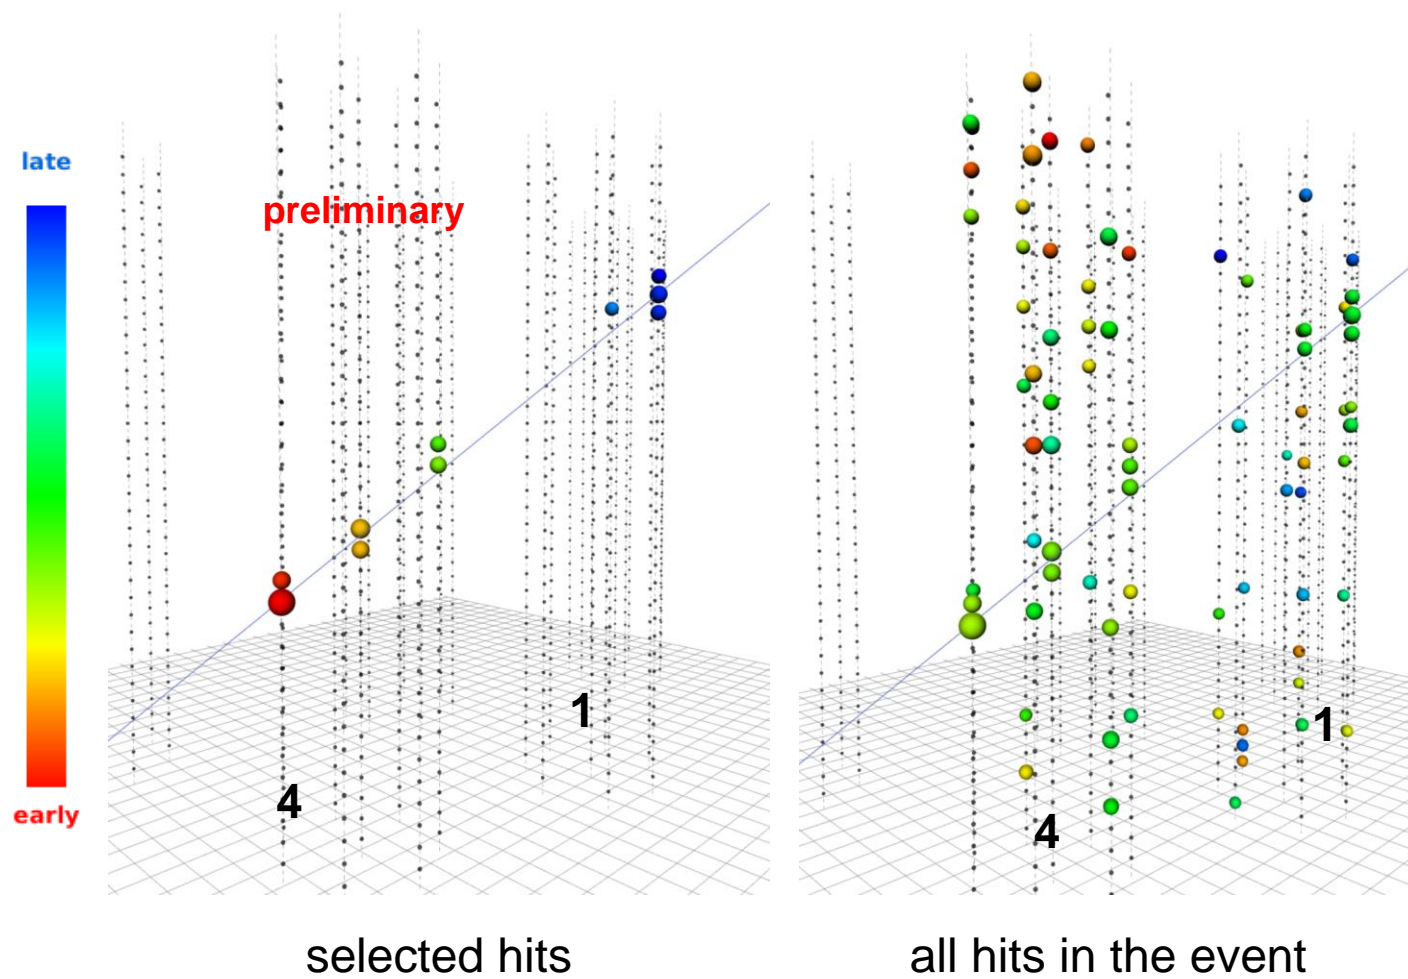 late
preliminary
1
1
4
4
early
selected hits
all hits in the event